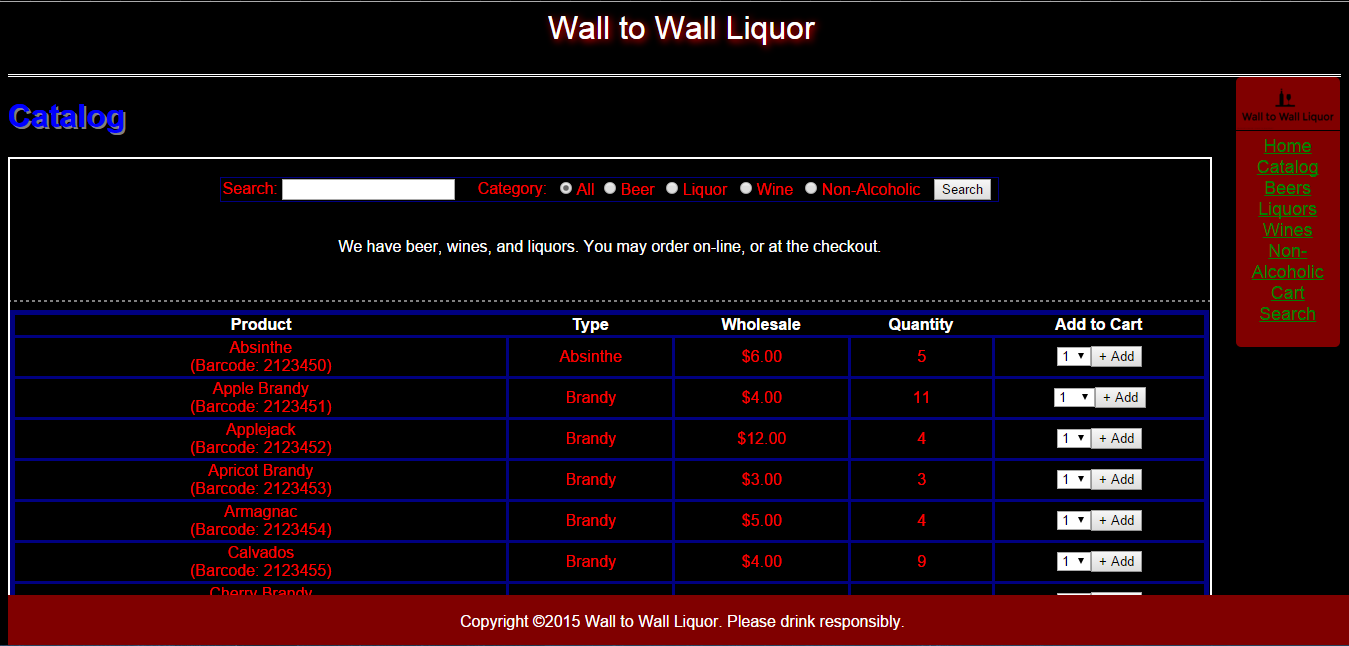 Wall to Wall Liquor
Catalog
Wall to Wall Liquor
Home
Catalog
Beers
Liquors
Wines
Non-
Alcoholic
Cart
Search
Search: Category: All Beer Liquor Wine Non-Alcoholic Search
We have beer, wines, and liquors. You may order on-line, or at the checkout.
Product Type Wholesale Quantity Add to Cart
Absinthe
(Barcode: 2123450) Absinthe $6.00 5 1 + Add
Apple Brandy
(Barcode: 2123451) Brandy $4.00 11 1 + Add
Applejack
(Barcode: 2123452) Brandy $12.00 4 1 + Add
Apricot Brandy
(Barcode: 2123453) Brandy $3.00 3 1 + Add
Armagnac
(Barcode: 2123454) Brandy $5.00 4 1 + Add
Calvados
(Barcode: 2123455) Brandy $4.00 9 1 + Add
Cherry Brandy
Copyright ©2015 Wall to Wall Liquor. Please drink responsibly.